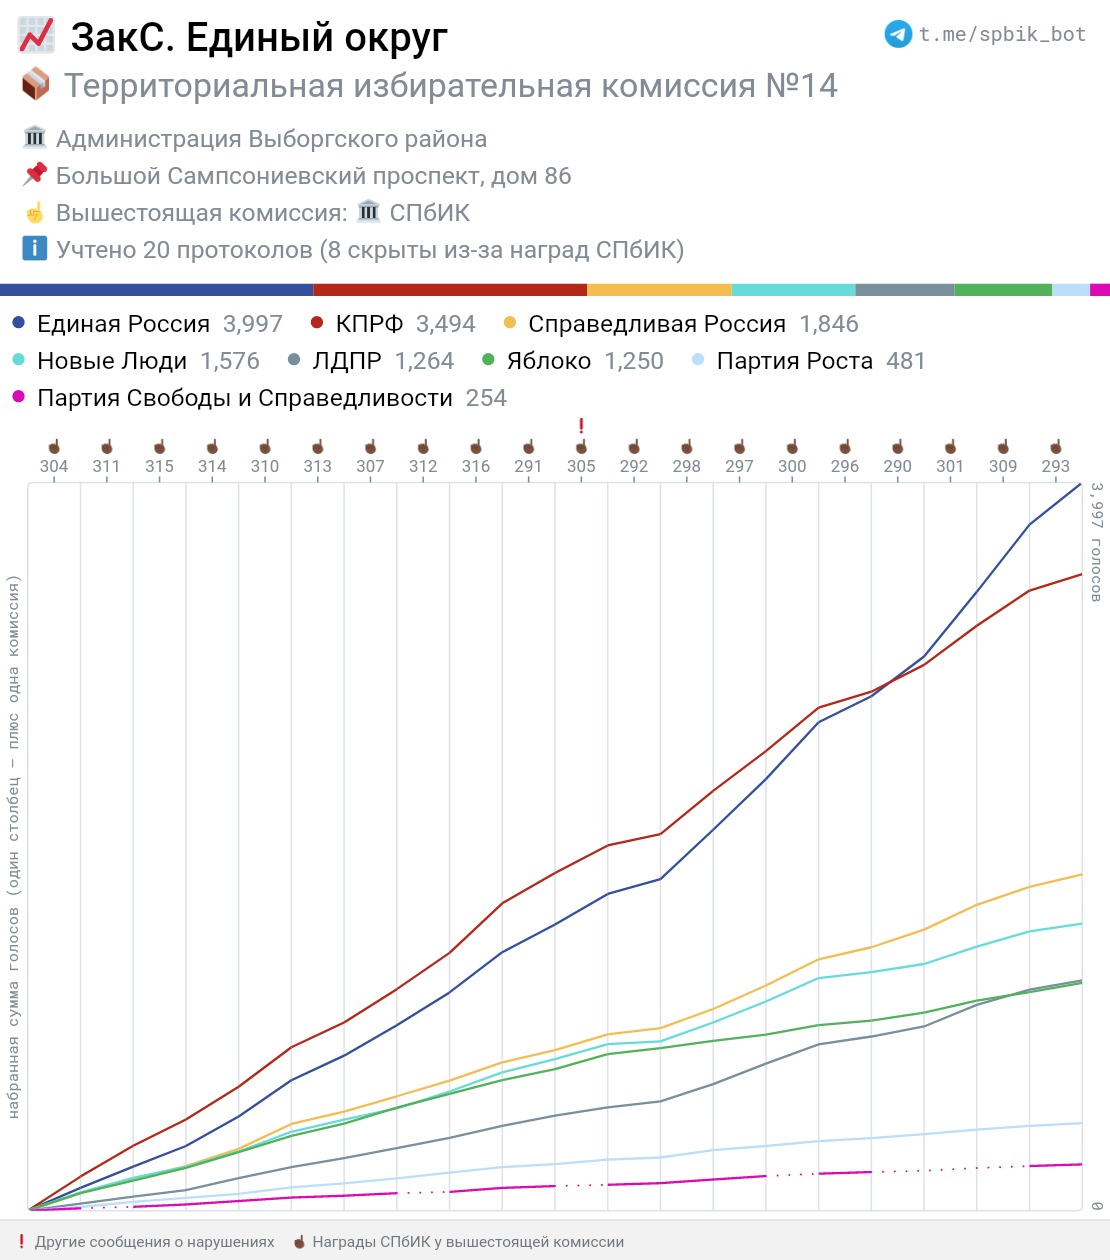 ЗакС. Единый округ
t.me/spbik_bot
Территориальная избирательная комиссия №14
Администрация Выборгского района
Большой Сампсониевский проспект, дом 86
Вышестоящая комиссия: СПбИК
Учтено 20 протоколов (8 скрыты из-за наград СПбИК)
Единая Россия 3,997 КПРФ 3,494 Справедливая Россия 1,846
Новые Люди 1,576 ЛДПР 1,264 Яблоко 1,250 Партия Роста 481
Партия Свободы и Справедливости 254
304 311 315 314 310 313 307 312 316 291 305 292 298 297 300 296 290 301 309 293
3,997 голосов
набранная сумма голосов (один столбец — плюс одна комиссия)
0
Другие сообщения о нарушениях Награды СПбИК у вышестоящей комиссии